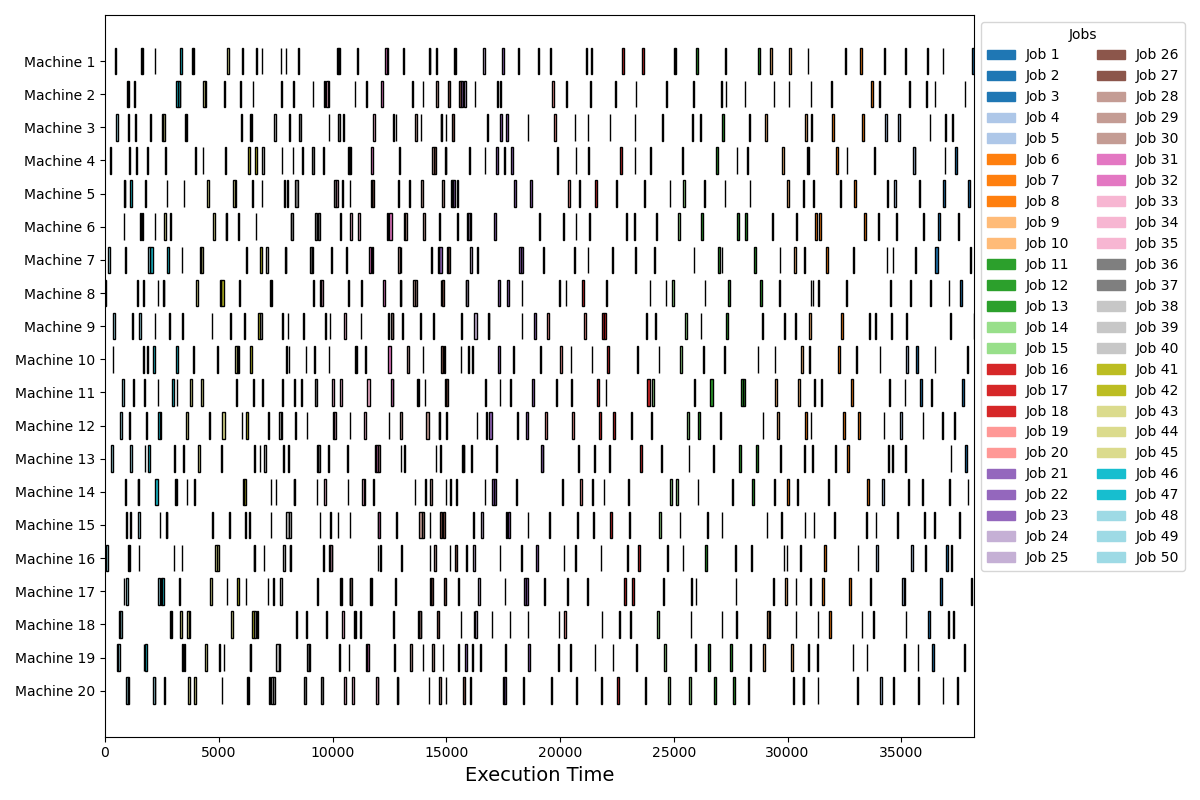 Machine 1
Machine 2
Machine 3
Machine 4
Machine 5
Machine 6
Machine 7
Machine 8
Machine 9
Machine 10
Machine 11
Machine 12
Machine 13
Machine 14
Machine 15
Machine 16
Machine 17
Machine 18
Machine 19
Machine 20
0 5000 10000 15000 20000 25000 30000 35000
Execution Time
Jobs
Job 1
Job 2
Job 3
Job 4
Job 5
Job 6
Job 7
Job 8
Job 9
Job 10
Job 11
Job 12
Job 13
Job 14
Job 15
Job 16
Job 17
Job 18
Job 19
Job 20
Job 21
Job 22
Job 23
Job 24
Job 25
Job 26
Job 27
Job 28
Job 29
Job 30
Job 31
Job 32
Job 33
Job 34
Job 35
Job 36
Job 37
Job 38
Job 39
Job 40
Job 41
Job 42
Job 43
Job 44
Job 45
Job 46
Job 47
Job 48
Job 49
Job 50